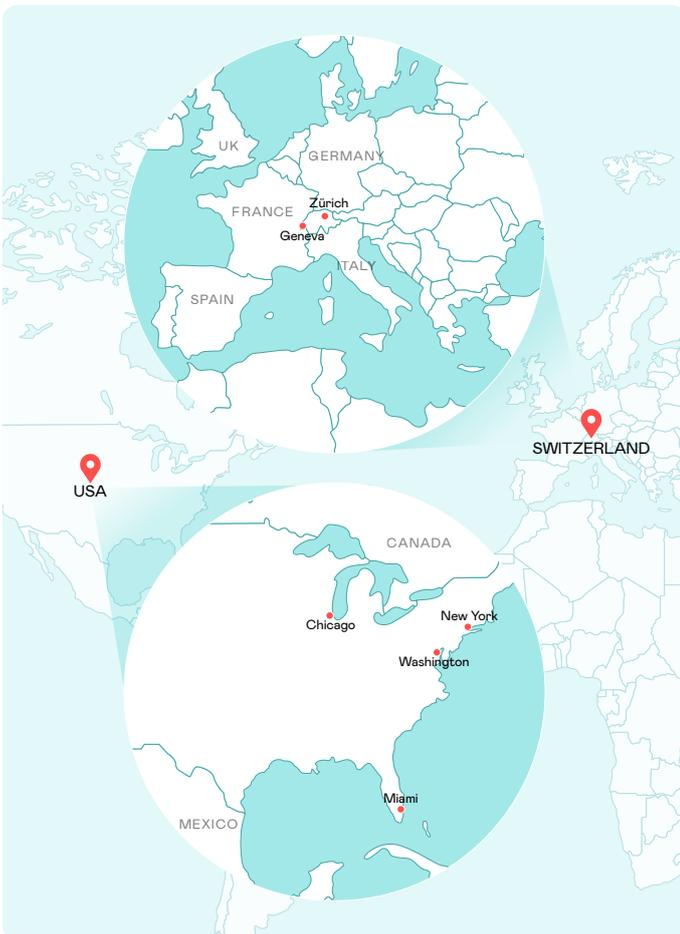 UK
GERMANY
Zürich
FRANCE
Geneva
ITALY
SPAIN
SWITZERLAND
USA
CANADA
New York
Chicago
Washington
Miami
MEXICO